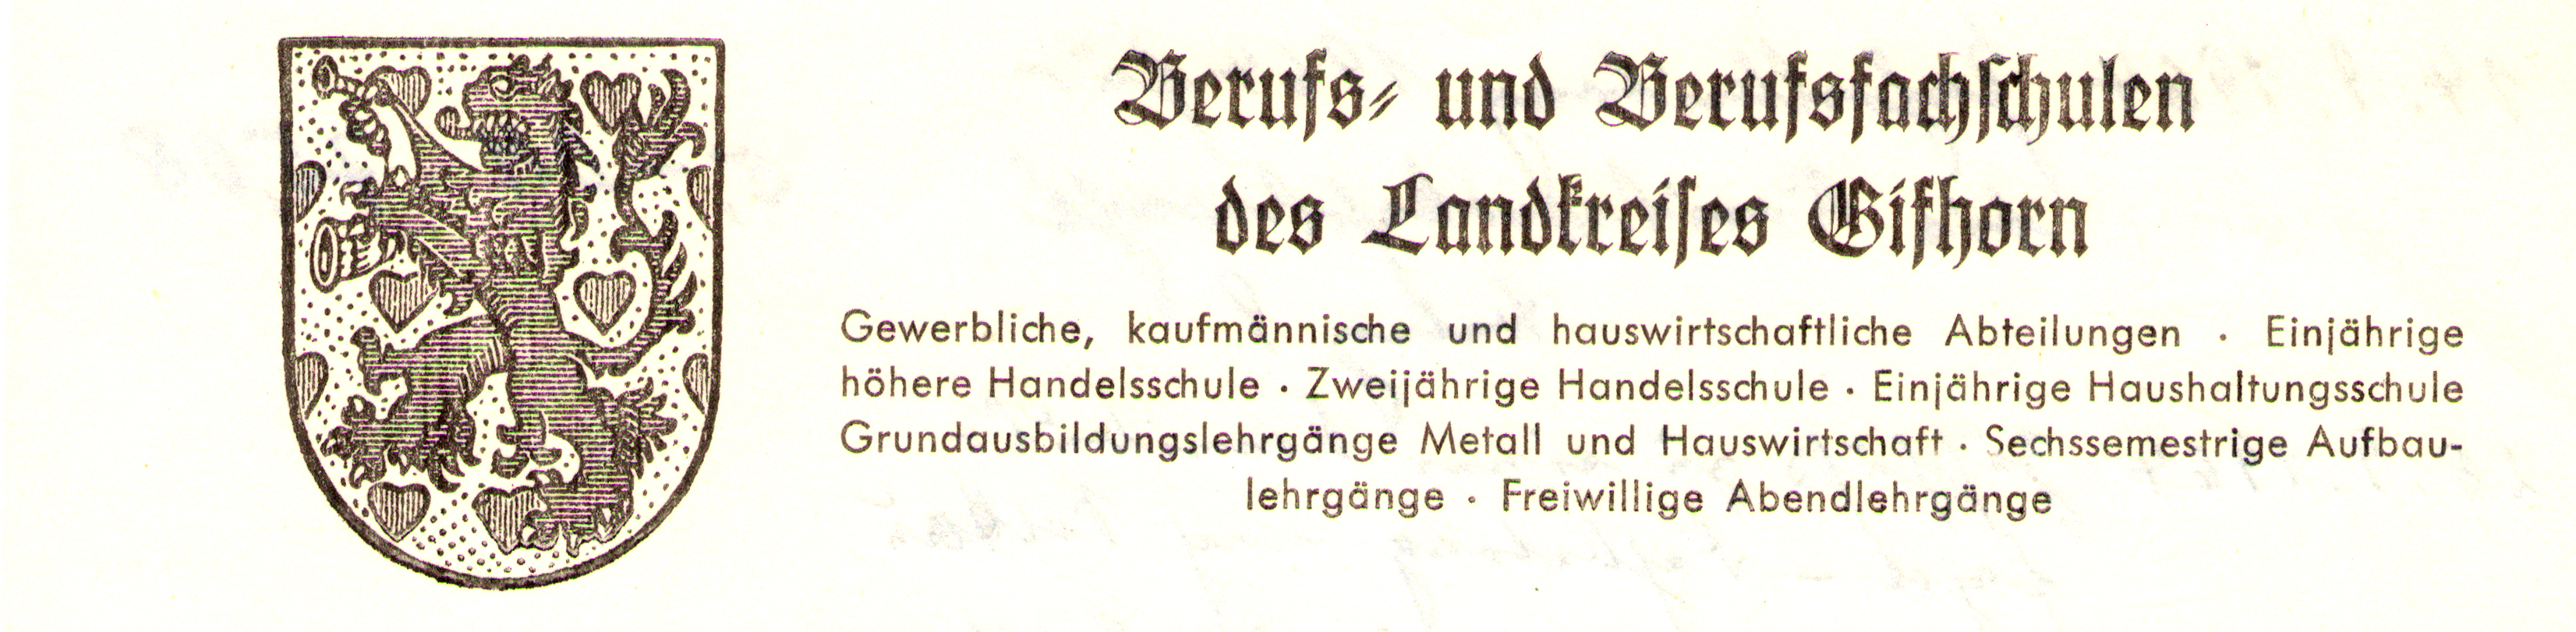 Berufs- und Berufsfachschulen
des Landkreises Gifhorn
Gewerbliche, kaufmännische und hauswirtschaftliche Abteilungen · Einjährige
höhere Handelsschule · Zweijährige Handelsschule · Einjährige Haushaltungsschule
Grundausbildungslehrgänge Metall und Hauswirtschaft · Sechssemestrige Aufbau-
lehrgänge · Freiwillige Abendlehrgänge